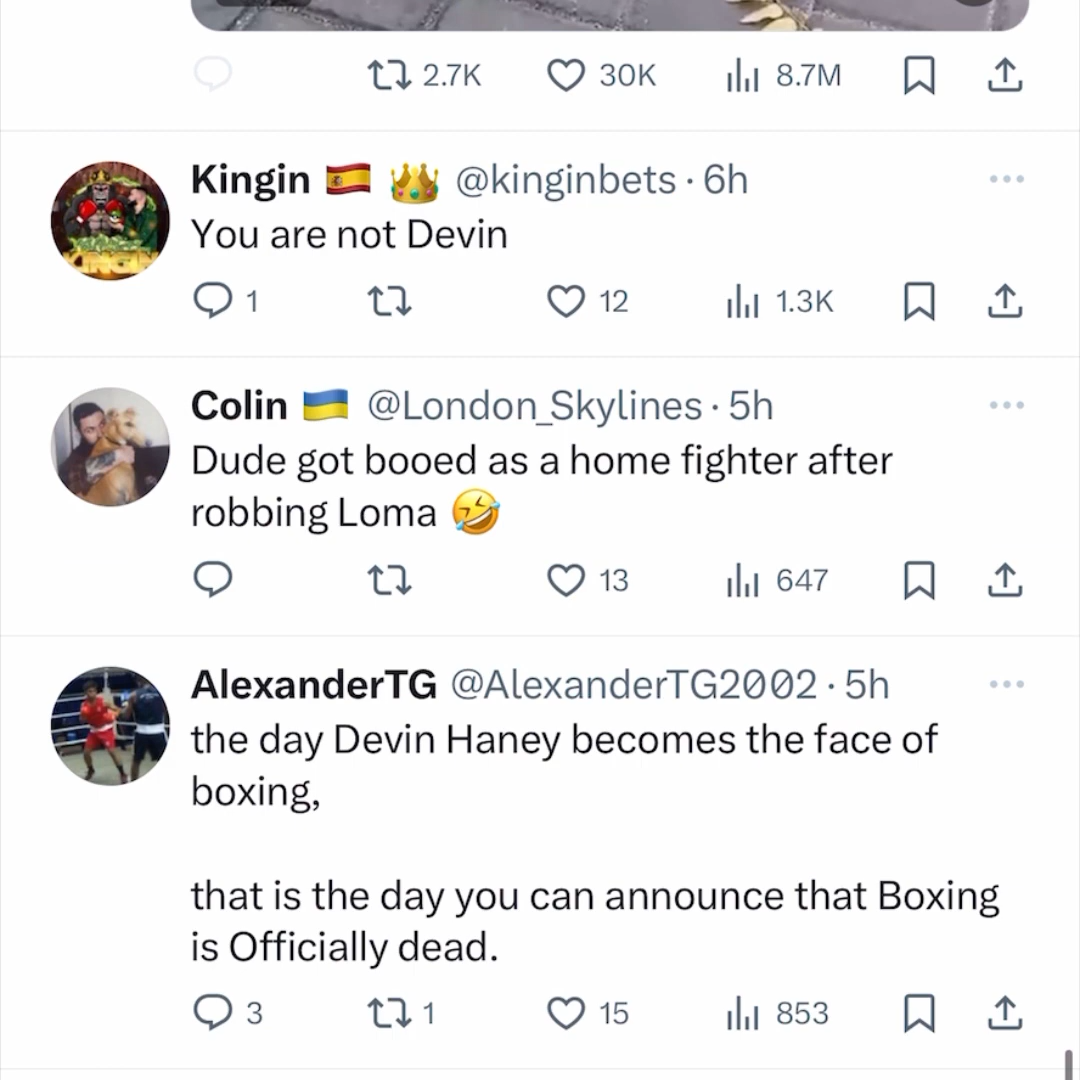 2.7K 30K 8.7M
Kingin 🇪🇸 👑 @kinginbets · 6h
You are not Devin
1 12 1.3K
Colin 🇺🇦 @London_Skylines · 5h
Dude got booed as a home fighter after
robbing Loma 🤣
13 647
AlexanderTG @AlexanderTG2002 · 5h
the day Devin Haney becomes the face of
boxing,
that is the day you can announce that Boxing
is Officially dead.
3 1 15 853